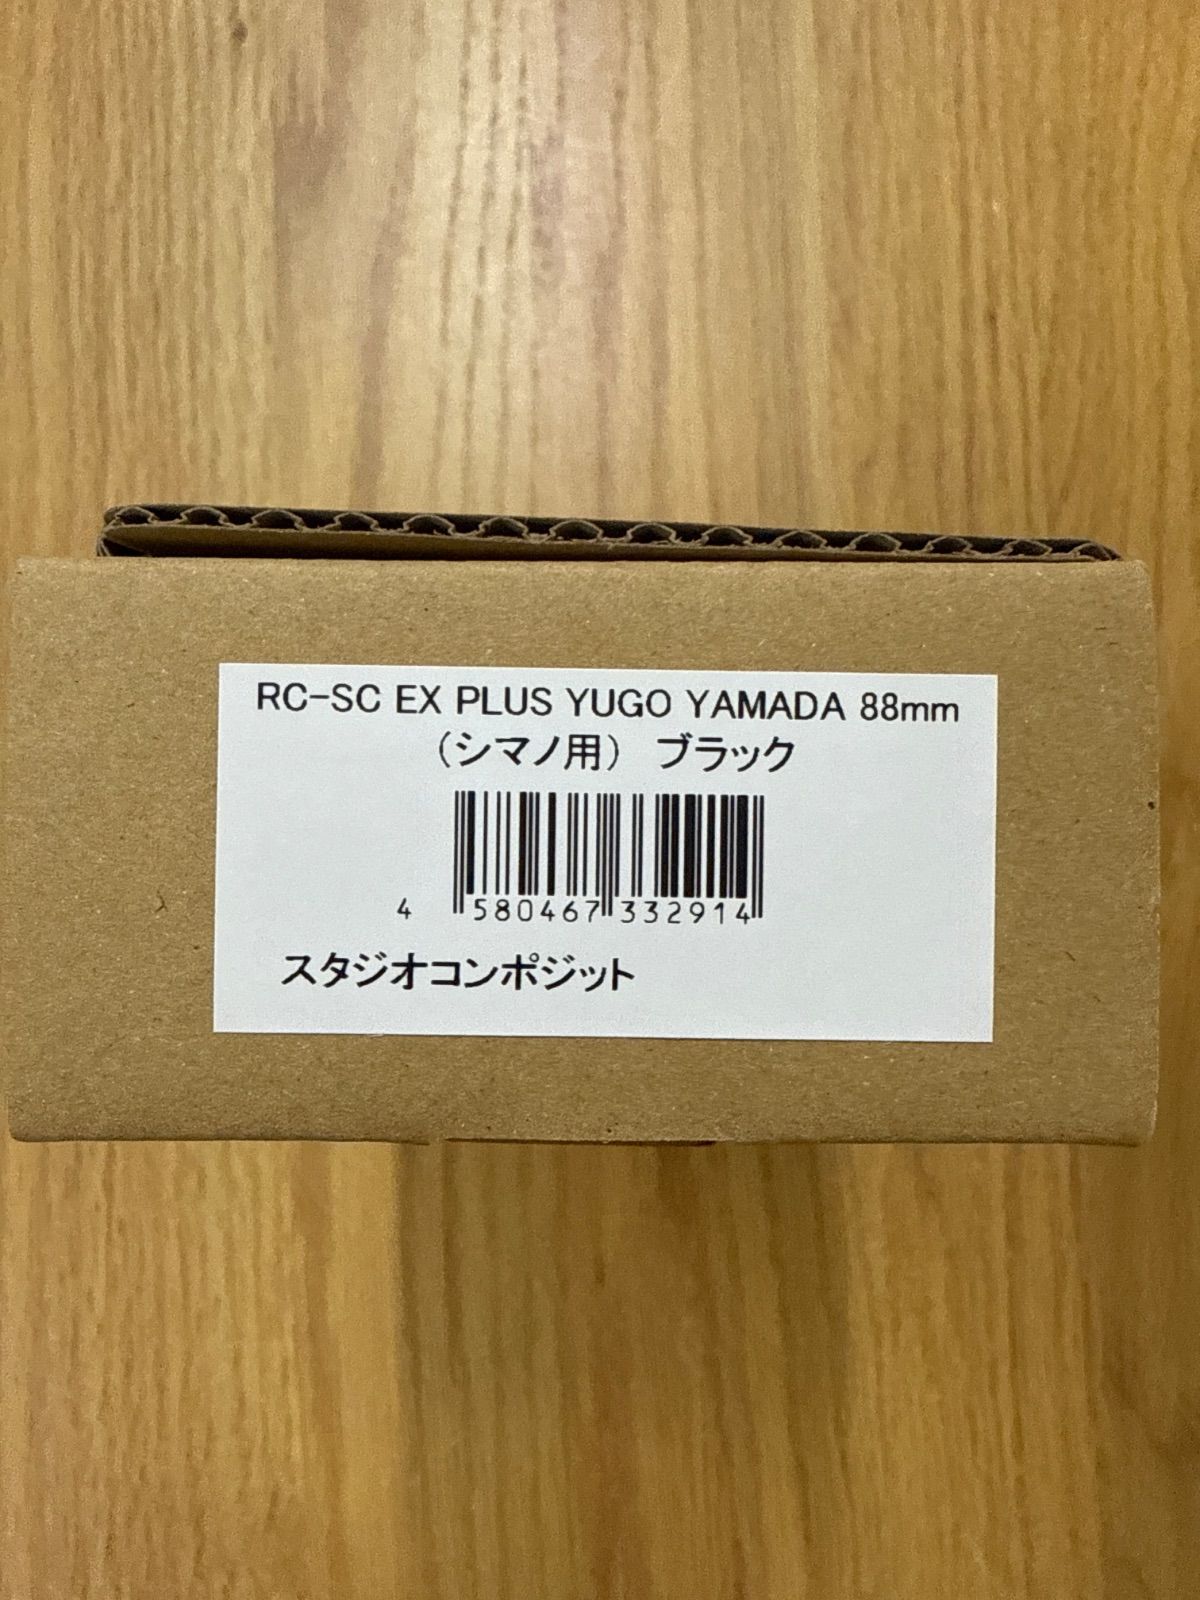 RC-SC EX PLUS YUGO YAMADA 88mm
（シマノ用） ブラック
4 580467 332914
スタジオコンポジット